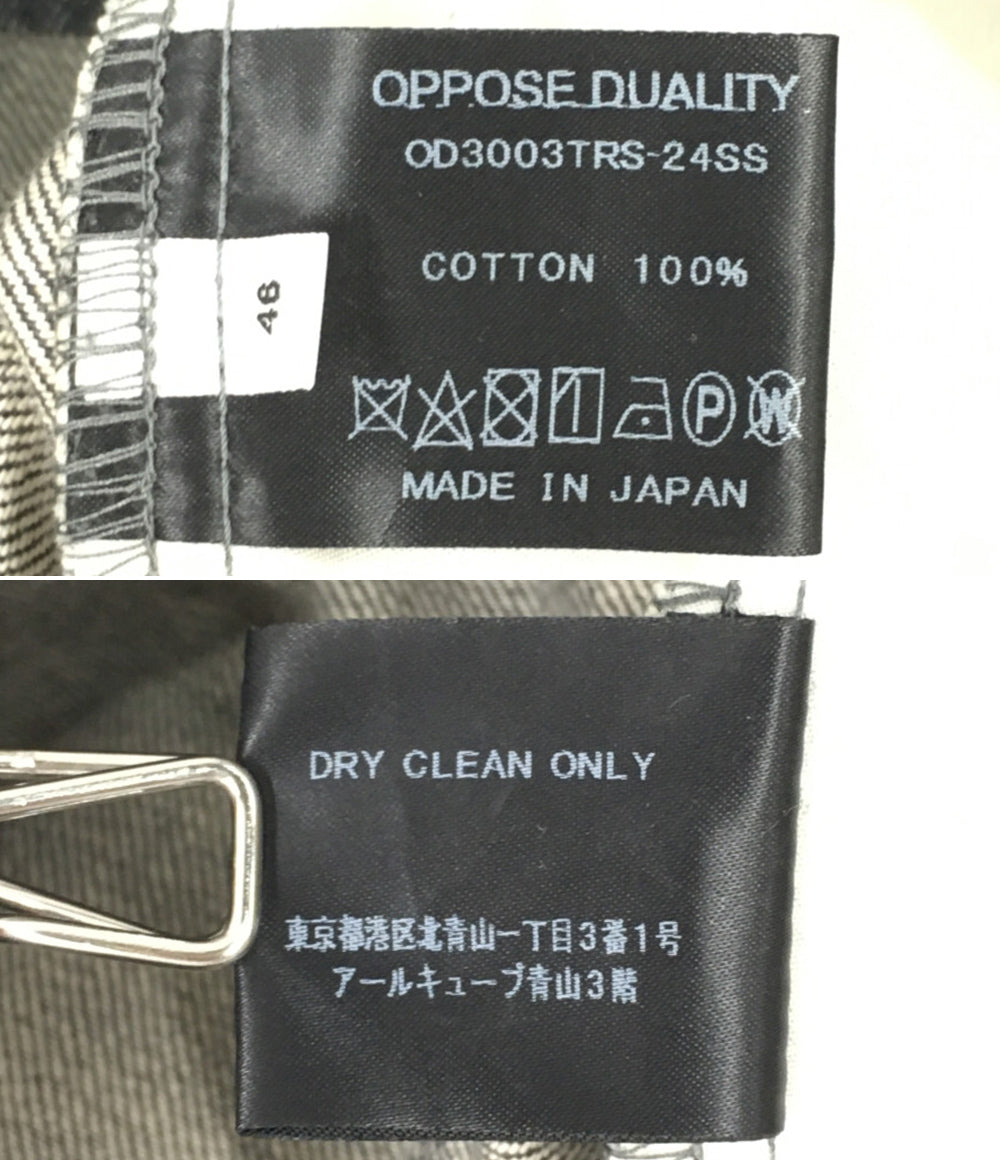 OPPOSE DUALITY
OD3003TRS-24SS
COTTON 100%
46
P W
MADE IN JAPAN
DRY CLEAN ONLY
東京都港区北青山一丁目3番1号
アールキューブ青山3階